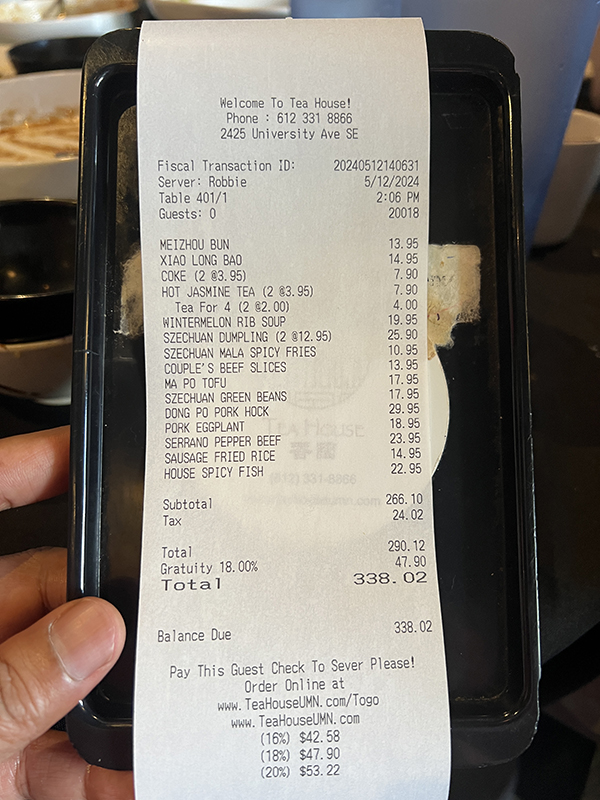 Welcome To Tea House!
Phone : 612 331 8866
2425 University Ave SE
Fiscal Transaction ID: 20240512140631
Server: Robbie 5/12/2024
Table 401/1 2:06 PM
Guests: 0 20018
MEIZHOU BUN 13.95
XIAO LONG BAO 14.95
COKE (2 @3.95) 7.90
HOT JASMINE TEA (2 @3.95) 7.90
Tea For 4 (2 @2.00) 4.00
WINTERMELON RIB SOUP 19.95
SZECHUAN DUMPLING (2 @12.95) 25.90
SZECHUAN MALA SPICY FRIES 10.95
COUPLE'S BEEF SLICES 13.95
MA PO TOFU 17.95
SZECHUAN GREEN BEANS 17.95
DONG PO PORK HOCK 29.95
PORK EGGPLANT 18.95
SERRANO PEPPER BEEF 23.95
SAUSAGE FRIED RICE 14.95
HOUSE SPICY FISH 22.95
TEA HOUSE
(612) 331-8866
Subtotal 266.10
Tax 24.02
Total 290.12
Gratuity 18.00% 47.90
Total 338.02
Balance Due 338.02
Pay This Guest Check To Sever Please!
Order Online at
www.TeaHouseUMN.com/Togo
www.TeaHouseUMN.com
(16%) $42.58
(18%) $47.90
(20%) $53.22